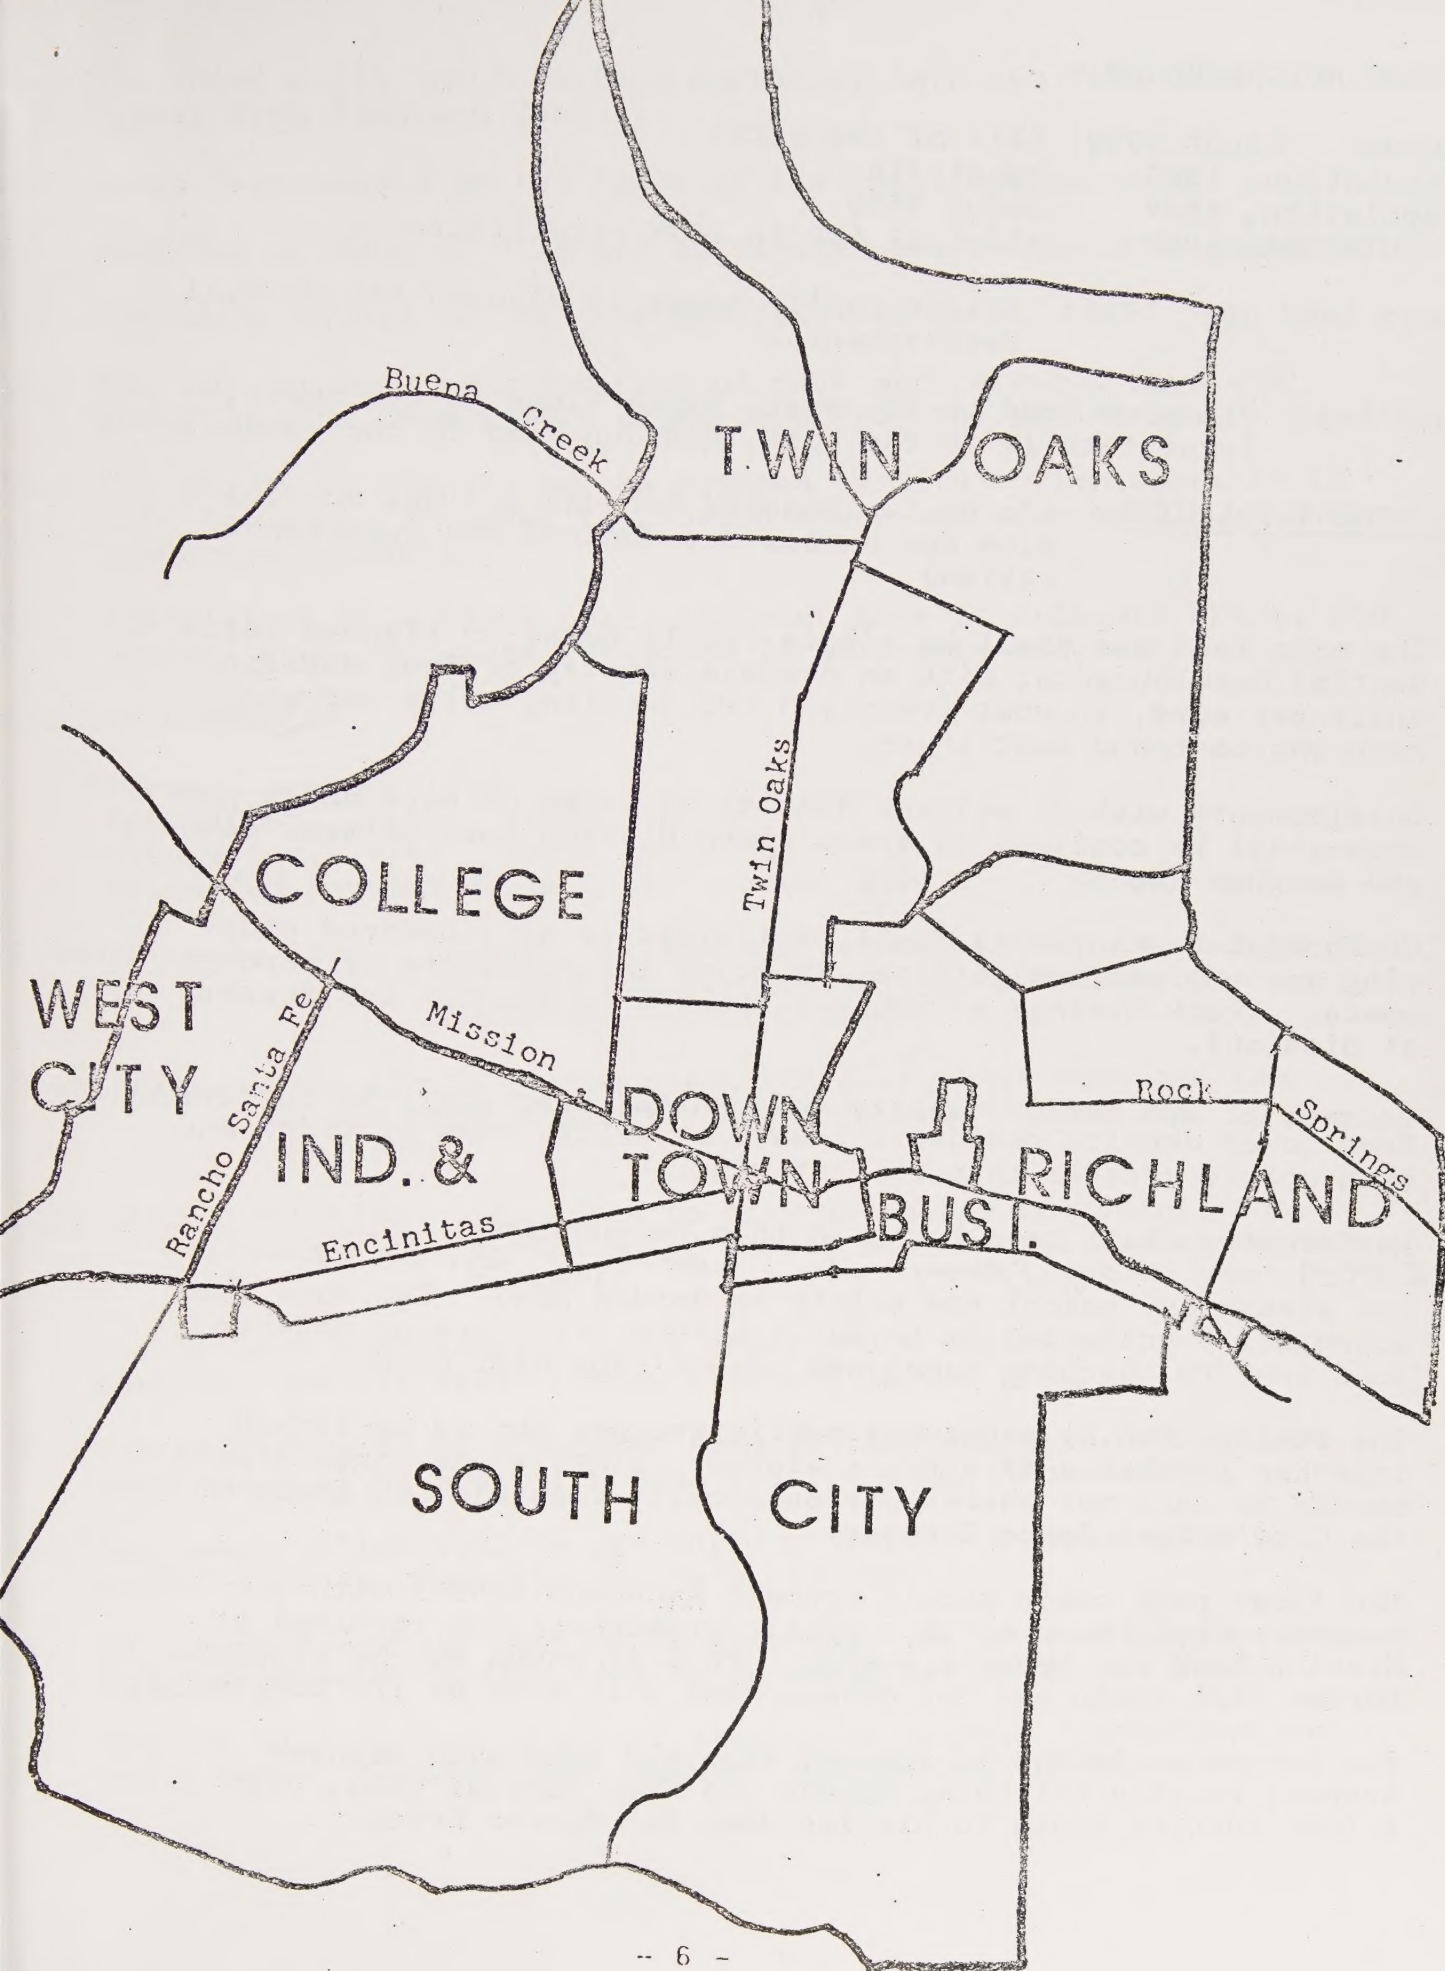 Buena
Creek
TWIN OAKS
Twin Oaks
COLLEGE
WEST
CITY
Rancho Santa Fe
Mission
IND. &
DOWN
TOWN
Encinitas
BUS'.
RICHLAND
Rock
Springs
SOUTH CITY
-- 6 -